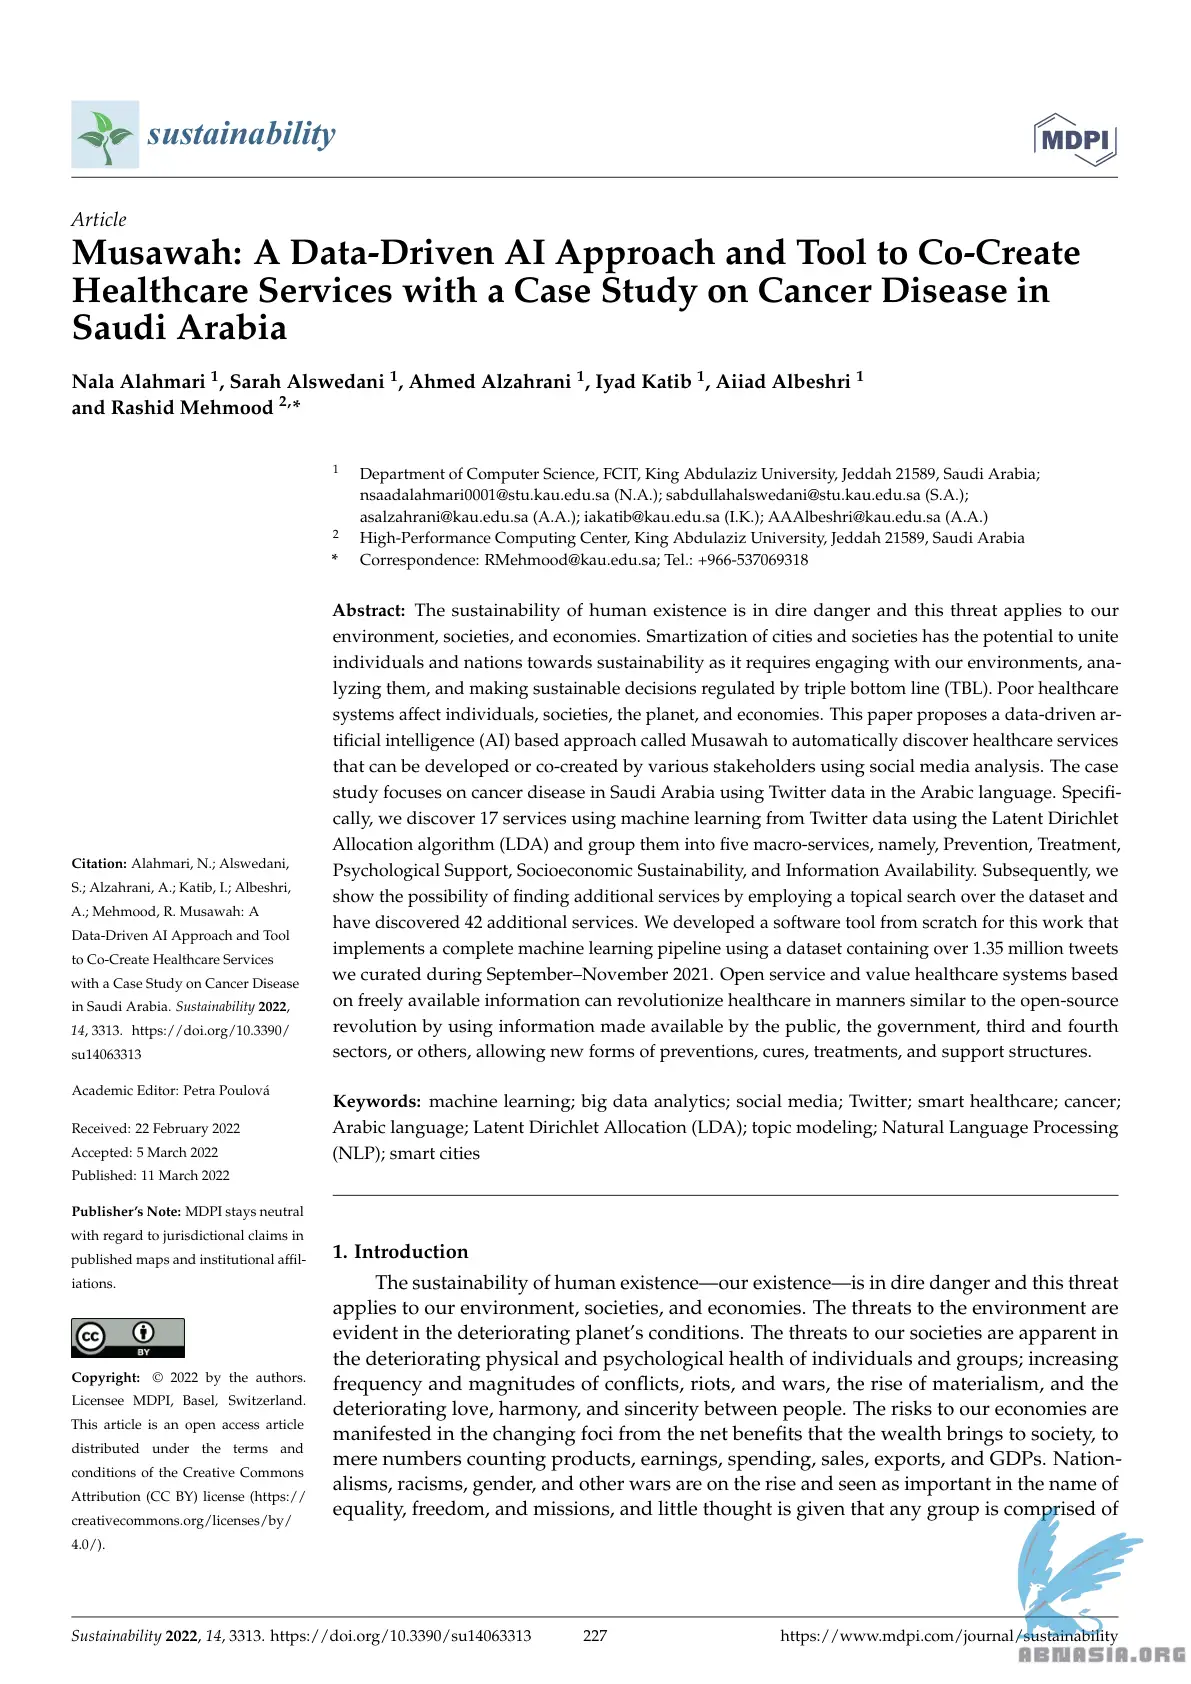 sustainability
MDPI
Article
Musawah: A Data-Driven AI Approach and Tool to Co-Create
Healthcare Services with a Case Study on Cancer Disease in
Saudi Arabia
Nala Alahmari 1, Sarah Alswedani 1, Ahmed Alzahrani 1, Iyad Katib 1, Aiiad Albeshri 1
and Rashid Mehmood 2,*
1 Department of Computer Science, FCIT, King Abdulaziz University, Jeddah 21589, Saudi Arabia;
nsaadalahmari0001@stu.kau.edu.sa (N.A.); sabdullahalswedani@stu.kau.edu.sa (S.A.);
asalzahrani@kau.edu.sa (A.A.); iakatib@kau.edu.sa (I.K.); AAAlbeshri@kau.edu.sa (A.A.)
2 High-Performance Computing Center, King Abdulaziz University, Jeddah 21589, Saudi Arabia
* Correspondence: RMehmood@kau.edu.sa; Tel.: +966-537069318
Abstract: The sustainability of human existence is in dire danger and this threat applies to our
environment, societies, and economies. Smartization of cities and societies has the potential to unite
individuals and nations towards sustainability as it requires engaging with our environments, ana-
lyzing them, and making sustainable decisions regulated by triple bottom line (TBL). Poor healthcare
systems affect individuals, societies, the planet, and economies. This paper proposes a data-driven ar-
tificial intelligence (AI) based approach called Musawah to automatically discover healthcare services
that can be developed or co-created by various stakeholders using social media analysis. The case
study focuses on cancer disease in Saudi Arabia using Twitter data in the Arabic language. Specifi-
cally, we discover 17 services using machine learning from Twitter data using the Latent Dirichlet
Allocation algorithm (LDA) and group them into five macro-services, namely, Prevention, Treatment,
Psychological Support, Socioeconomic Sustainability, and Information Availability. Subsequently, we
show the possibility of finding additional services by employing a topical search over the dataset and
have discovered 42 additional services. We developed a software tool from scratch for this work that
implements a complete machine learning pipeline using a dataset containing over 1.35 million tweets
we curated during September–November 2021. Open service and value healthcare systems based
on freely available information can revolutionize healthcare in manners similar to the open-source
revolution by using information made available by the public, the government, third and fourth
sectors, or others, allowing new forms of preventions, cures, treatments, and support structures.
Keywords: machine learning; big data analytics; social media; Twitter; smart healthcare; cancer;
Arabic language; Latent Dirichlet Allocation (LDA); topic modeling; Natural Language Processing
(NLP); smart cities
Citation: Alahmari, N.; Alswedani,
S.; Alzahrani, A.; Katib, I.; Albeshri,
A.; Mehmood, R. Musawah: A
Data-Driven AI Approach and Tool
to Co-Create Healthcare Services
with a Case Study on Cancer Disease
in Saudi Arabia. Sustainability 2022,
14, 3313. https://doi.org/10.3390/
su14063313
Academic Editor: Petra Poulová
Received: 22 February 2022
Accepted: 5 March 2022
Published: 11 March 2022
Publisher's Note: MDPI stays neutral
with regard to jurisdictional claims in
published maps and institutional affil-
iations.
CC BY
Copyright: © 2022 by the authors.
Licensee MDPI, Basel, Switzerland.
This article is an open access article
distributed under the terms and
conditions of the Creative Commons
Attribution (CC BY) license (https://
creativecommons.org/licenses/by/
4.0/).
1. Introduction
The sustainability of human existence—our existence—is in dire danger and this threat
applies to our environment, societies, and economies. The threats to the environment are
evident in the deteriorating planet's conditions. The threats to our societies are apparent in
the deteriorating physical and psychological health of individuals and groups; increasing
frequency and magnitudes of conflicts, riots, and wars, the rise of materialism, and the
deteriorating love, harmony, and sincerity between people. The risks to our economies are
manifested in the changing foci from the net benefits that the wealth brings to society, to
mere numbers counting products, earnings, spending, sales, exports, and GDPs. Nation-
alisms, racisms, gender, and other wars are on the rise and seen as important in the name of
equality, freedom, and missions, and little thought is given that any group is comprised of
Sustainability 2022, 14, 3313. https://doi.org/10.3390/su14063313 227 https://www.mdpi.com/journal/sustainability
ABNASIA.ORG